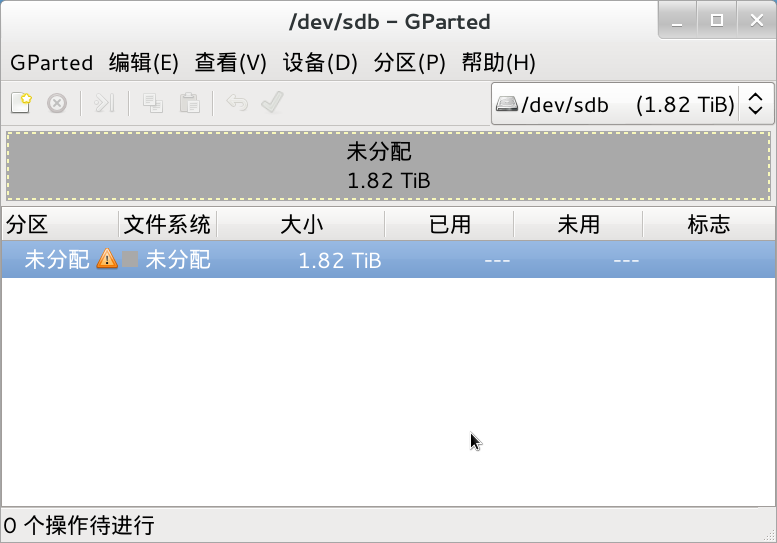 /dev/sdb – GParted
GParted 编辑(E) 查看(V) 设备(D) 分区(P) 帮助(H)
/dev/sdb (1.82 TiB)
未分配
1.82 TiB
分区 文件系统 大小 已用 未用 标志
未分配 未分配 1.82 TiB --- ---
0 个操作待进行